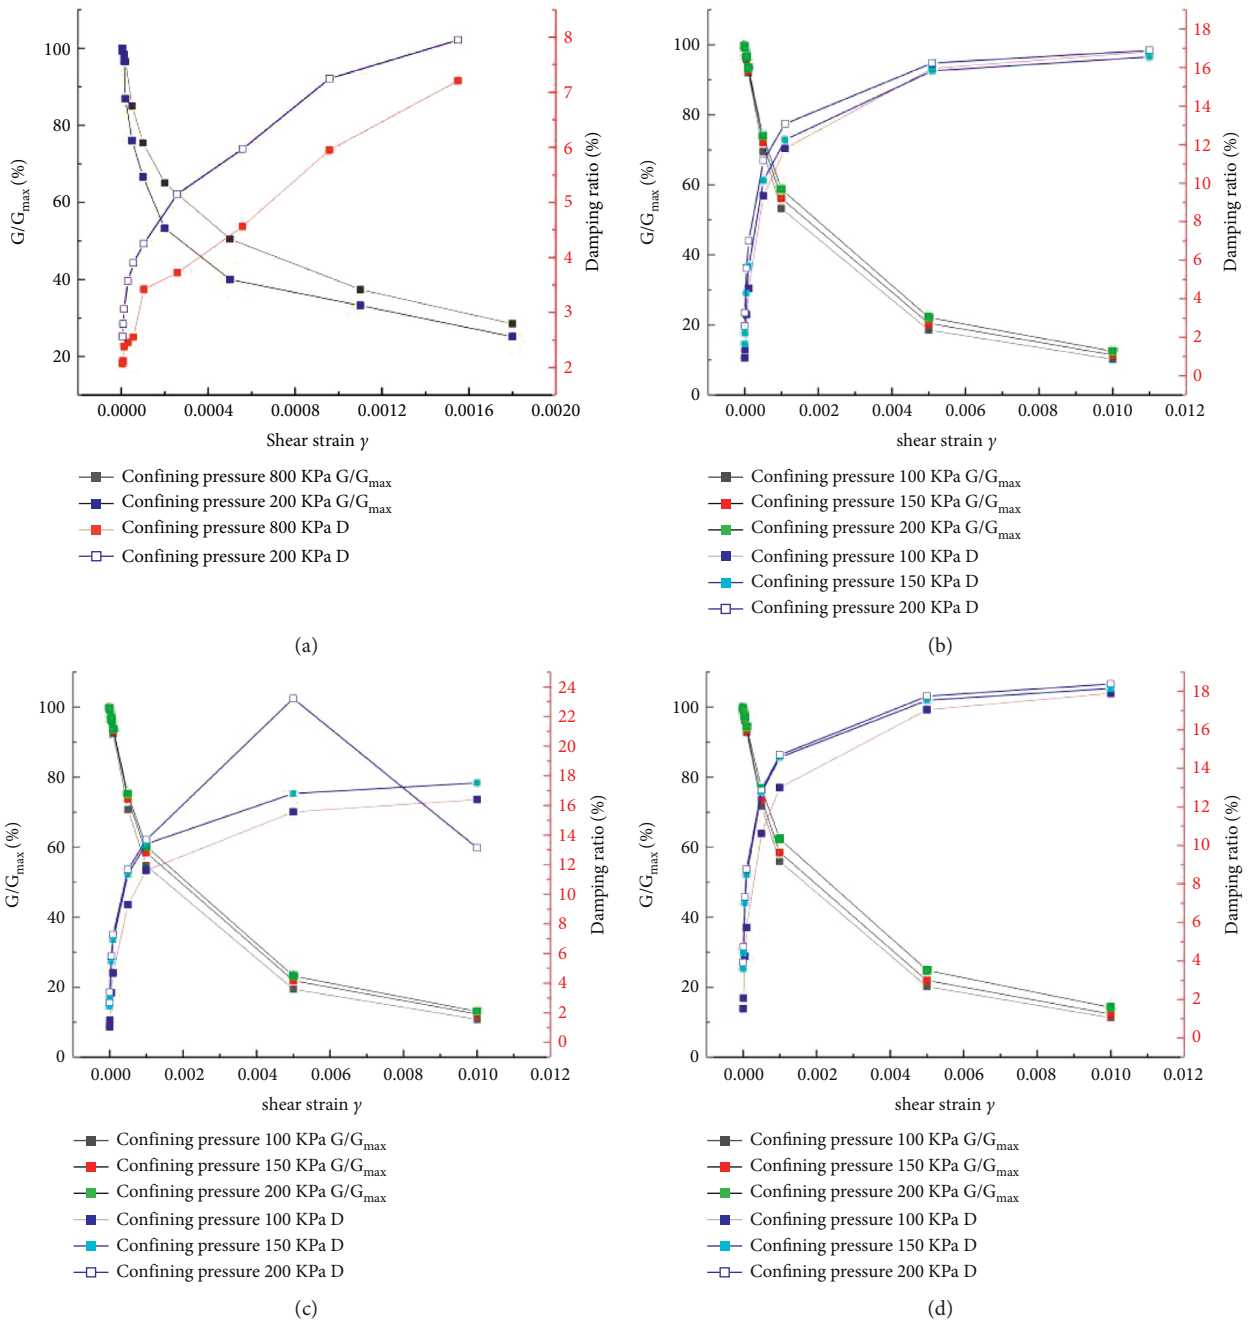 100
80
60
40
20
G/Gmax (%)
8
7
6
5
4
3
2
Damping ratio (%)
0.0000 0.0004 0.0008 0.0012 0.0016 0.0020
Shear strain γ
Confining pressure 800 KPa G/Gmax
Confining pressure 200 KPa G/Gmax
Confining pressure 800 KPa D
Confining pressure 200 KPa D
(a)
100
80
60
40
20
0
G/Gmax (%)
18
16
14
12
10
8
6
4
2
0
Damping ratio (%)
0.000 0.002 0.004 0.006 0.008 0.010 0.012
shear strain γ
Confining pressure 100 KPa G/Gmax
Confining pressure 150 KPa G/Gmax
Confining pressure 200 KPa G/Gmax
Confining pressure 100 KPa D
Confining pressure 150 KPa D
Confining pressure 200 KPa D
(b)
100
80
60
40
20
0
G/Gmax (%)
24
22
20
18
16
14
12
10
8
6
4
2
0
Damping ratio (%)
0.000 0.002 0.004 0.006 0.008 0.010 0.012
shear strain γ
Confining pressure 100 KPa G/Gmax
Confining pressure 150 KPa G/Gmax
Confining pressure 200 KPa G/Gmax
Confining pressure 100 KPa D
Confining pressure 150 KPa D
Confining pressure 200 KPa D
(c)
100
80
60
40
20
0
G/Gmax (%)
18
16
14
12
10
8
6
4
2
0
Damping ratio (%)
0.000 0.002 0.004 0.006 0.008 0.010 0.012
shear strain γ
Confining pressure 100 KPa G/Gmax
Confining pressure 150 KPa G/Gmax
Confining pressure 200 KPa G/Gmax
Confining pressure 100 KPa D
Confining pressure 150 KPa D
Confining pressure 200 KPa D
(d)